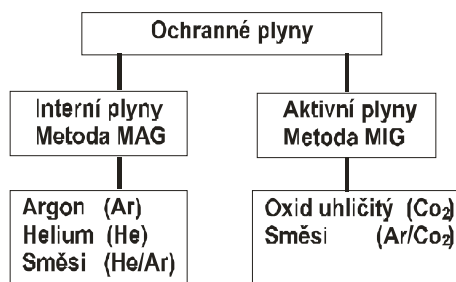 Ochranné plyny
Interní plyny
Metoda MAG
Aktivní plyny
Metoda MIG
Argon (Ar)
Helium (He)
Směsi (He/Ar)
Oxid uhličitý (Co₂)
Směsi (Ar/Co₂)